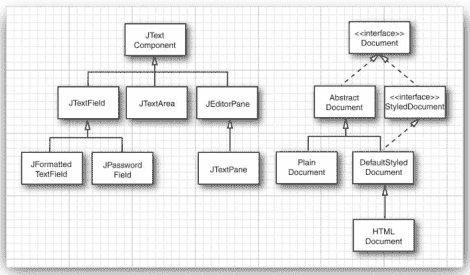 JText
Component
JTextField
JTextArea
JEditorPane
JFormatted
TextField
JPassword
Field
JTextPane
<<interface>>
Document
Abstract
Document
<<interface>>
StyledDocument
Plain
Document
DefaultStyled
Document
HTML
Document